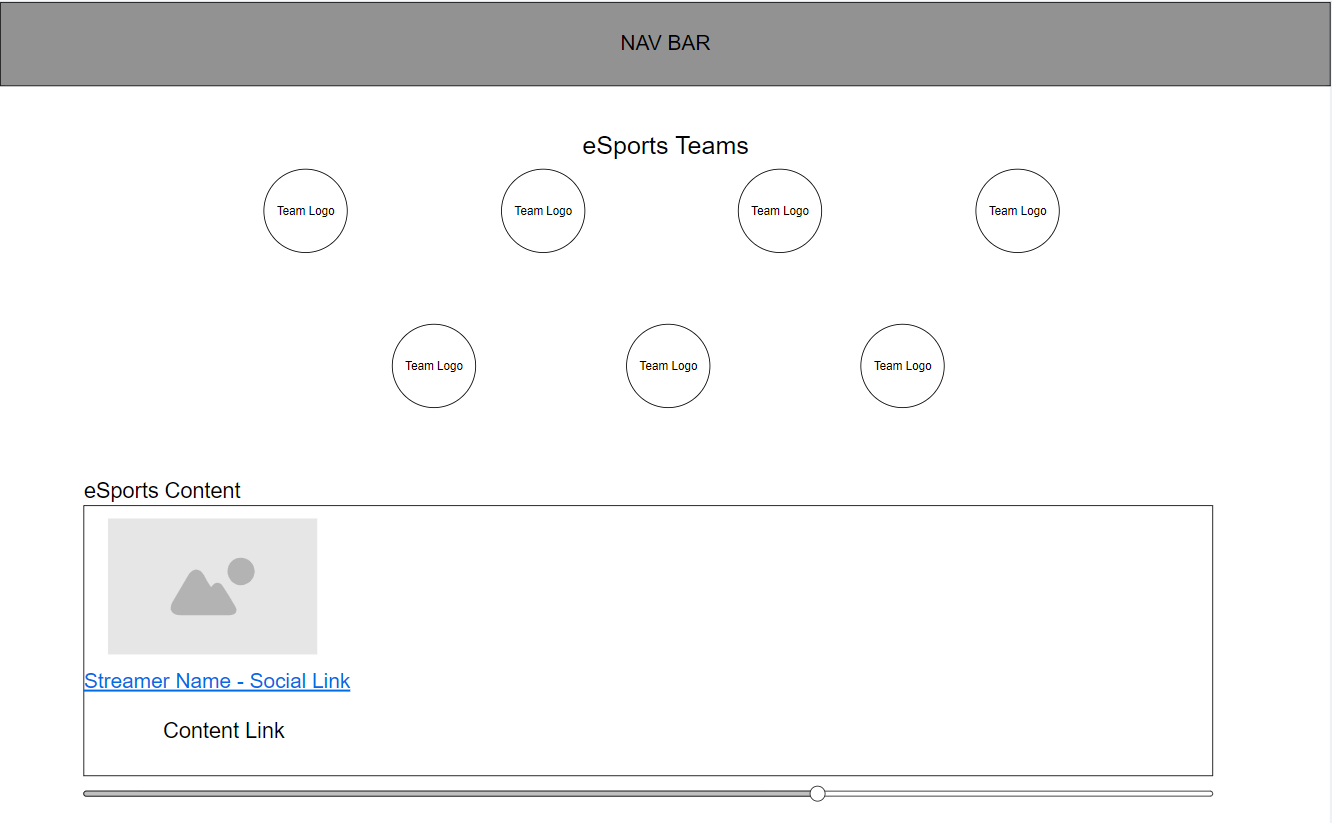 NAV BAR
eSports Teams
Team Logo Team Logo Team Logo Team Logo
Team Logo Team Logo Team Logo
eSports Content
Streamer Name - Social Link
Content Link